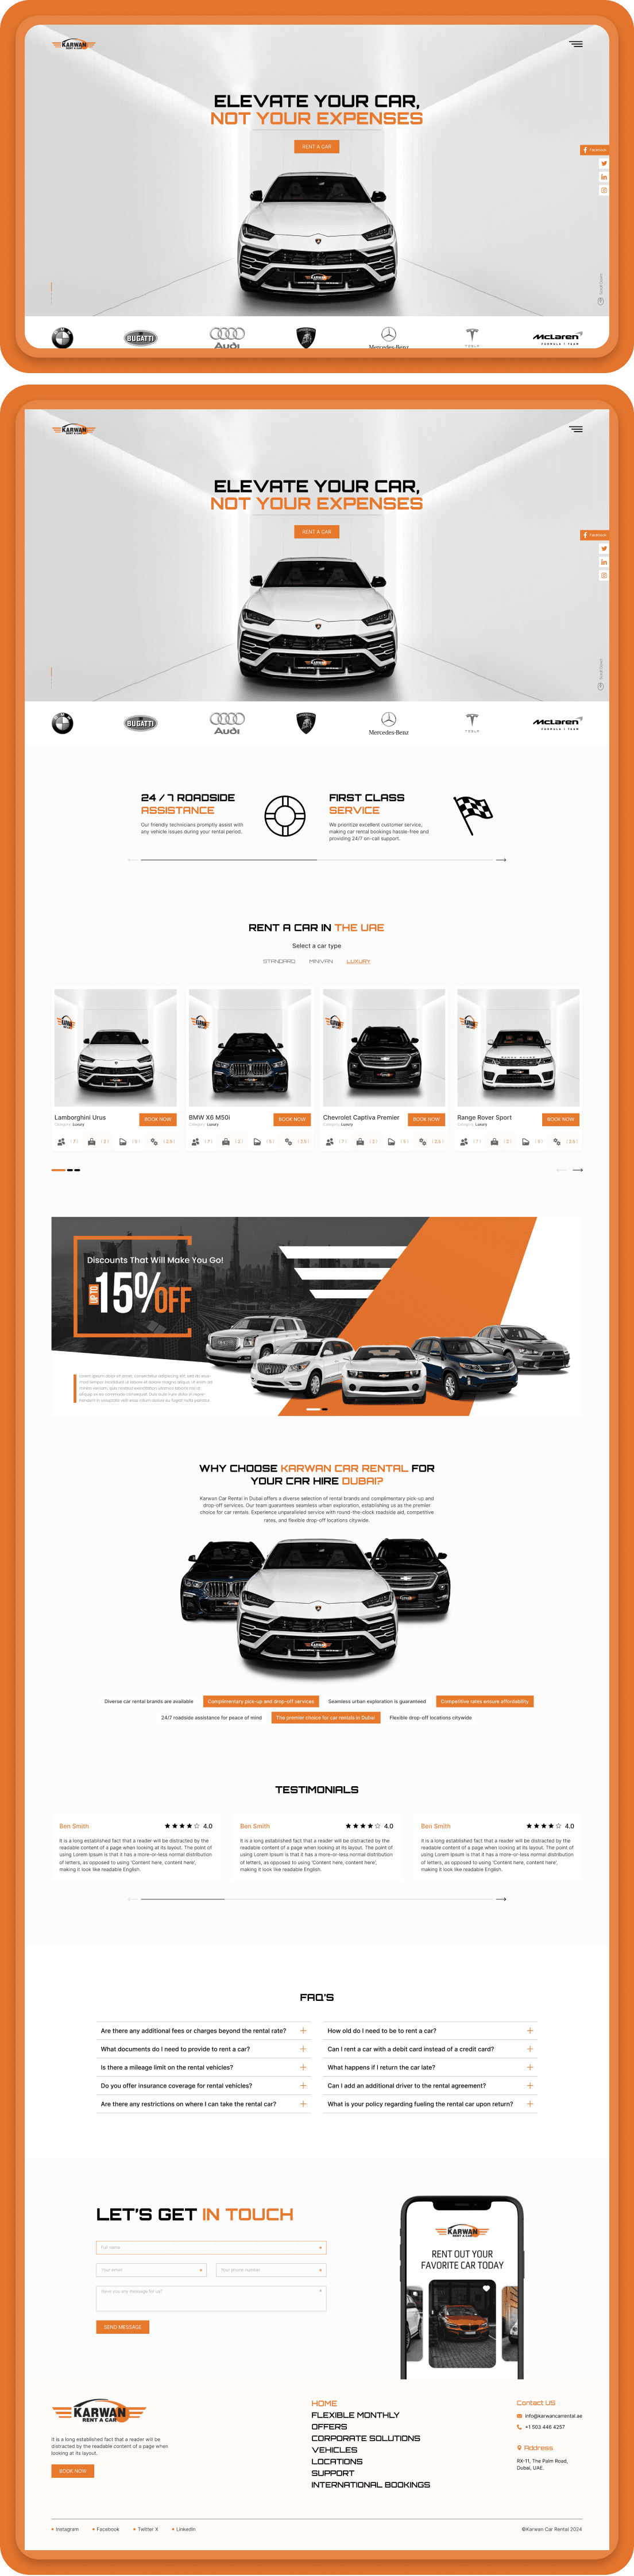 KARWAN
RENT A CAR
ELEVATE YOUR CAR,
NOT YOUR EXPENSES
RENT A CAR
Facebook
Scroll Down
BUGATTI
Audi
Mercedes-Benz
TESLA
McLaren
FORMULA 1 TEAM
KARWAN
RENT A CAR
ELEVATE YOUR CAR,
NOT YOUR EXPENSES
RENT A CAR
Facebook
Scroll Down
BUGATTI
Audi
Mercedes-Benz
TESLA
McLaren
FORMULA 1 TEAM
24 / 7 ROADSIDE
ASSISTANCE
Our friendly technicians promptly assist with
any vehicle issues during your rental period.
FIRST CLASS
SERVICE
We prioritize excellent customer service,
making car rental bookings hassle-free and
providing 24/7 on-call support.
RENT A CAR IN THE UAE
Select a car type
STANDARD MINIVAN LUXURY
Lamborghini Urus
Category: Luxury
BOOK NOW
BMW X6 M50i
Category: Luxury
BOOK NOW
Chevrolet Captiva Premier
Category: Luxury
BOOK NOW
Range Rover Sport
Category: Luxury
BOOK NOW
Discounts That Will Make You Go!
UP TO 15% OFF
WHY CHOOSE KARWAN CAR RENTAL FOR
YOUR CAR HIRE DUBAI?
Karwan Car Rental in Dubai offers a diverse selection of rental brands and complimentary pick-up and
drop-off services. Our team guarantees seamless urban exploration, establishing us as the premier
choice for car rentals. Experience unparalleled service with round-the-clock roadside aid, competitive
rates, and flexible drop-off locations citywide.
Diverse car rental brands are available Complimentary pick-up and drop-off services Seamless urban exploration is guaranteed Competitive rates ensure affordability
24/7 roadside assistance for peace of mind The premier choice for car rentals in Dubai Flexible drop-off locations citywide
TESTIMONIALS
Ben Smith 4.0
It is a long established fact that a reader will be distracted by the
readable content of a page when looking at its layout. The point of
using Lorem Ipsum is that it has a more-or-less normal distribution
of letters, as opposed to using 'Content here, content here',
making it look like readable English.
Ben Smith 4.0
It is a long established fact that a reader will be distracted by the
readable content of a page when looking at its layout. The point of
using Lorem Ipsum is that it has a more-or-less normal distribution
of letters, as opposed to using 'Content here, content here',
making it look like readable English.
Ben Smith 4.0
It is a long established fact that a reader will be distracted by the
readable content of a page when looking at its layout. The point of
using Lorem Ipsum is that it has a more-or-less normal distribution
of letters, as opposed to using 'Content here, content here',
making it look like readable English.
FAQ'S
Are there any additional fees or charges beyond the rental rate?
What documents do I need to provide to rent a car?
Is there a mileage limit on the rental vehicles?
Do you offer insurance coverage for rental vehicles?
Are there any restrictions on where I can take the rental car?
How old do I need to be to rent a car?
Can I rent a car with a debit card instead of a credit card?
What happens if I return the car late?
Can I add an additional driver to the rental agreement?
What is your policy regarding fueling the rental car upon return?
LET'S GET IN TOUCH
Full name
Your email
Your phone number
Have you any message for us?
SEND MESSAGE
KARWAN
RENT A CAR
RENT OUT YOUR
FAVORITE CAR TODAY
KARWAN
RENT A CAR
It is a long established fact that a reader will be
distracted by the readable content of a page when
looking at its layout.
BOOK NOW
HOME
FLEXIBLE MONTHLY
OFFERS
CORPORATE SOLUTIONS
VEHICLES
LOCATIONS
SUPPORT
INTERNATIONAL BOOKINGS
Contact US
info@karwancarrental.ae
+1 503 446 4257
Address
RX-11, The Palm Road,
Dubai, UAE.
Instagram Facebook Twitter X LinkedIn
©Karwan Car Rental 2024